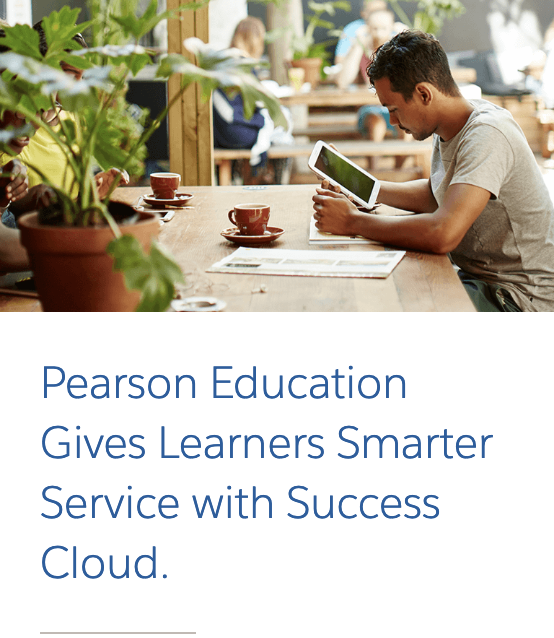 Pearson Education
Gives Learners Smarter
Service with Success
Cloud.